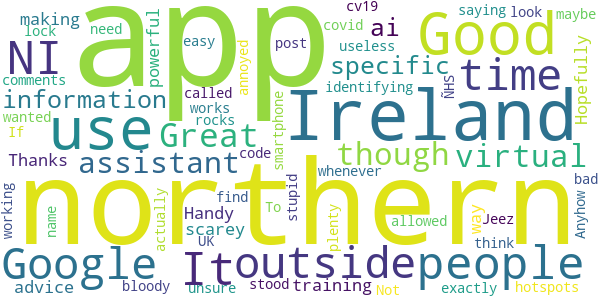 app
northern
Ireland
Good
use
It
outside
people
Google
NI
time
Great
though
virtual
assistant
specific
information
ai
powerful
making
lock
need
easy
annoyed
post
covid
cv19
saying
look
maybe
useless
identifying
NHS
Hopefully
comments
wanted
If
called
works
rocks
smartphone
Thanks
code
find
whenever
stupid
To
working
name
actually
Handy
scarey
UK
plenty
allowed
way
Jeez
think
bad
Anyhow
advice
bloody
unsure
stood
training
Not
exactly
hotspots